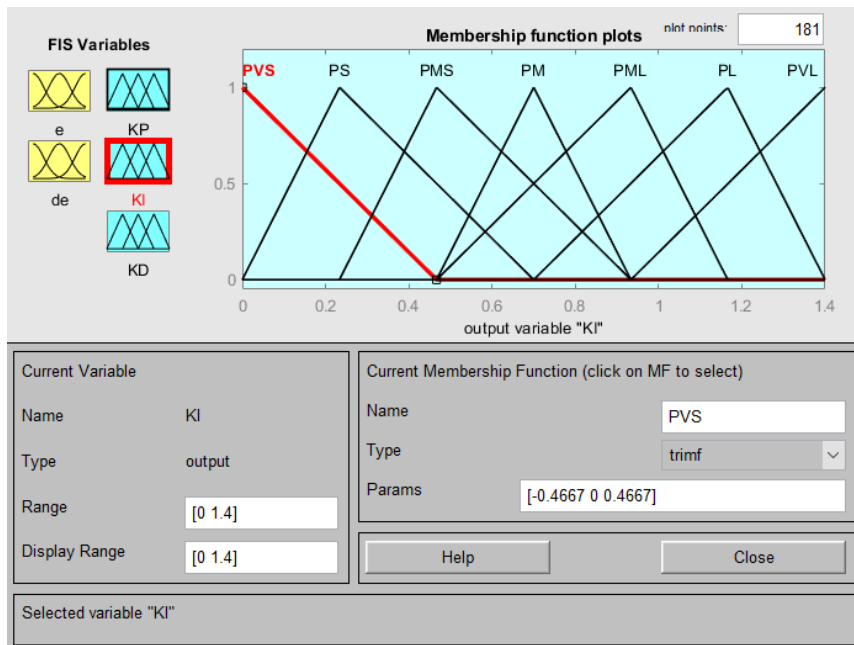 FIS Variables
Membership function plots
plot points:
181
e
KP
de
KI
KD
PVS PS PMS PM PML PL PVL
1
0.5
0
0 0.2 0.4 0.6 0.8 1 1.2 1.4
output variable "KI"
Current Variable
Name KI
Type output
Range [0 1.4]
Display Range [0 1.4]
Current Membership Function (click on MF to select)
Name PVS
Type trimf
Params [-0.4667 0 0.4667]
Help Close
Selected variable "KI"